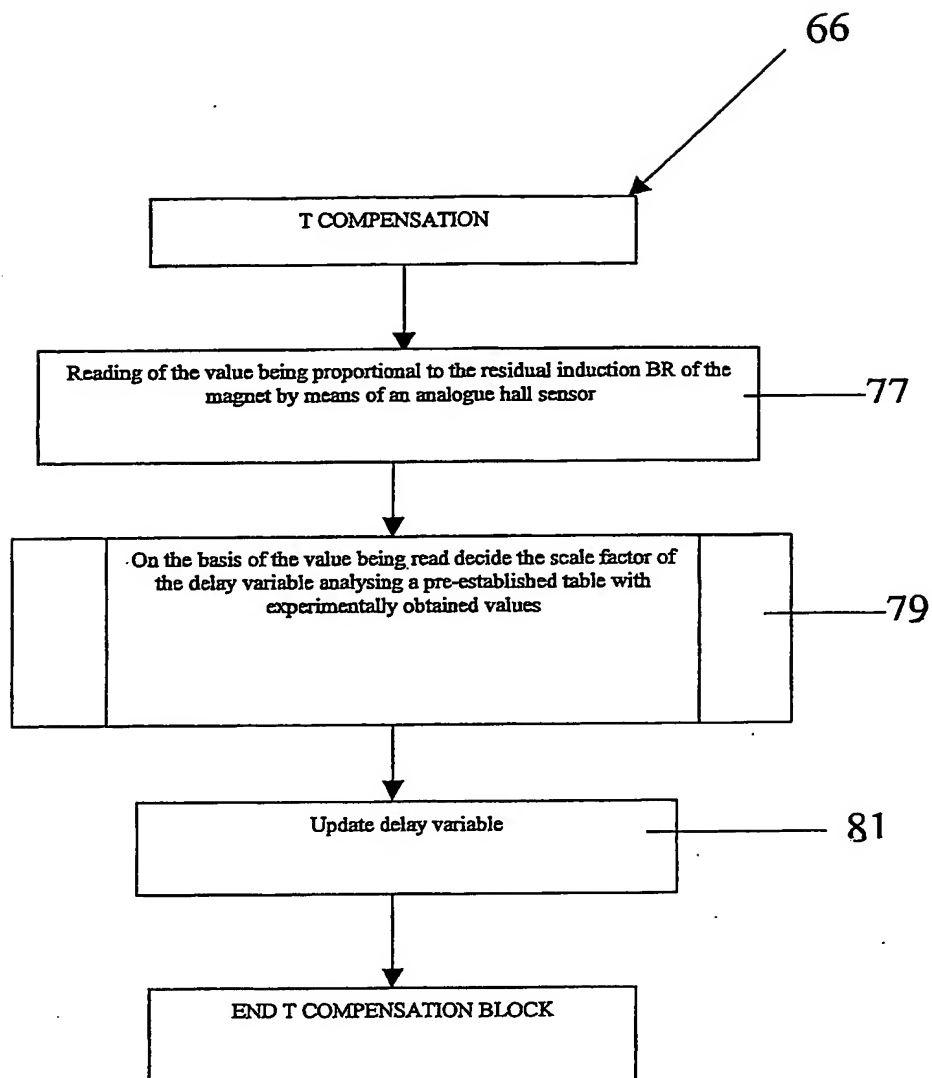 66
T COMPENSATION
Reading of the value being proportional to the residual induction BR of the
magnet by means of an analogue hall sensor
77
On the basis of the value being read decide the scale factor of
the delay variable analysing a pre-established table with
experimentally obtained values
79
Update delay variable
81
END T COMPENSATION BLOCK